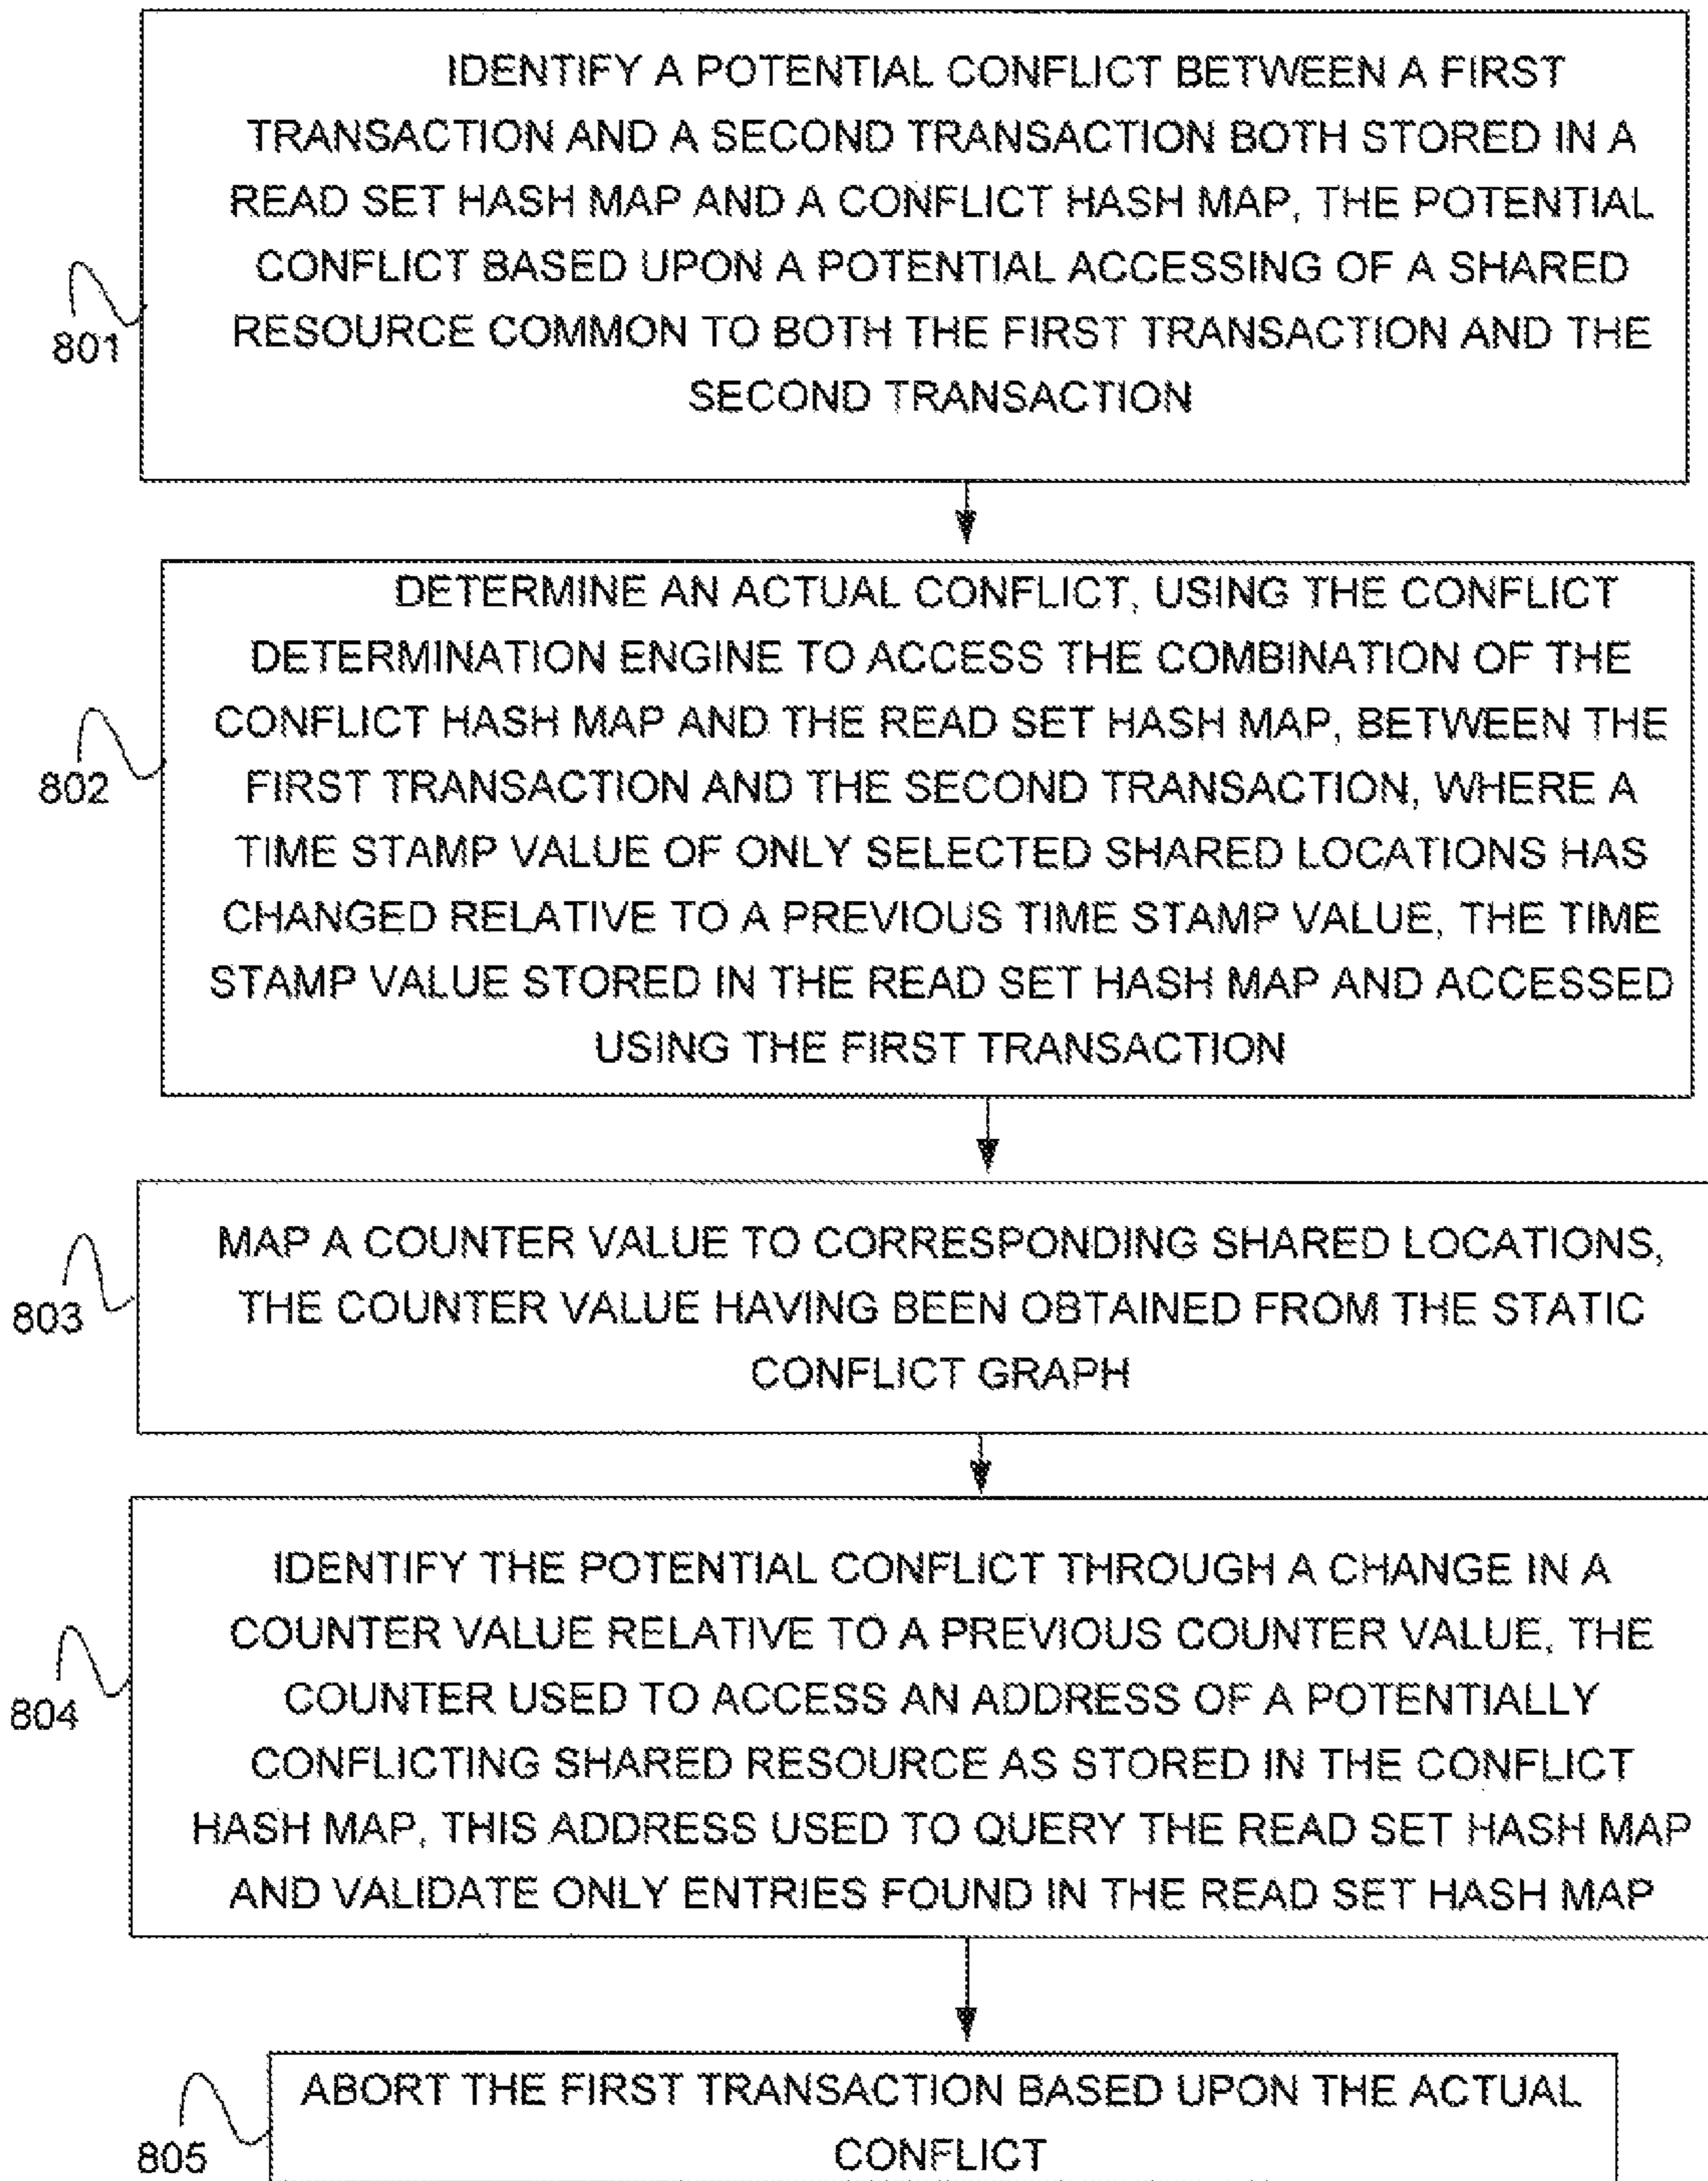 IDENTIFY A POTENTIAL CONFLICT BETWEEN A FIRST
TRANSACTION AND A SECOND TRANSACTION BOTH STORED IN A
READ SET HASH MAP AND A CONFLICT HASH MAP, THE POTENTIAL
CONFLICT BASED UPON A POTENTIAL ACCESSING OF A SHARED
RESOURCE COMMON TO BOTH THE FIRST TRANSACTION AND THE
SECOND TRANSACTION
801
DETERMINE AN ACTUAL CONFLICT, USING THE CONFLICT
DETERMINATION ENGINE TO ACCESS THE COMBINATION OF THE
CONFLICT HASH MAP AND THE READ SET HASH MAP, BETWEEN THE
FIRST TRANSACTION AND THE SECOND TRANSACTION, WHERE A
TIME STAMP VALUE OF ONLY SELECTED SHARED LOCATIONS HAS
CHANGED RELATIVE TO A PREVIOUS TIME STAMP VALUE, THE TIME
STAMP VALUE STORED IN THE READ SET HASH MAP AND ACCESSED
USING THE FIRST TRANSACTION
802
MAP A COUNTER VALUE TO CORRESPONDING SHARED LOCATIONS,
THE COUNTER VALUE HAVING BEEN OBTAINED FROM THE STATIC
CONFLICT GRAPH
803
IDENTIFY THE POTENTIAL CONFLICT THROUGH A CHANGE IN A
COUNTER VALUE RELATIVE TO A PREVIOUS COUNTER VALUE, THE
COUNTER USED TO ACCESS AN ADDRESS OF A POTENTIALLY
CONFLICTING SHARED RESOURCE AS STORED IN THE CONFLICT
HASH MAP, THIS ADDRESS USED TO QUERY THE READ SET HASH MAP
AND VALIDATE ONLY ENTRIES FOUND IN THE READ SET HASH MAP
804
ABORT THE FIRST TRANSACTION BASED UPON THE ACTUAL
CONFLICT
805